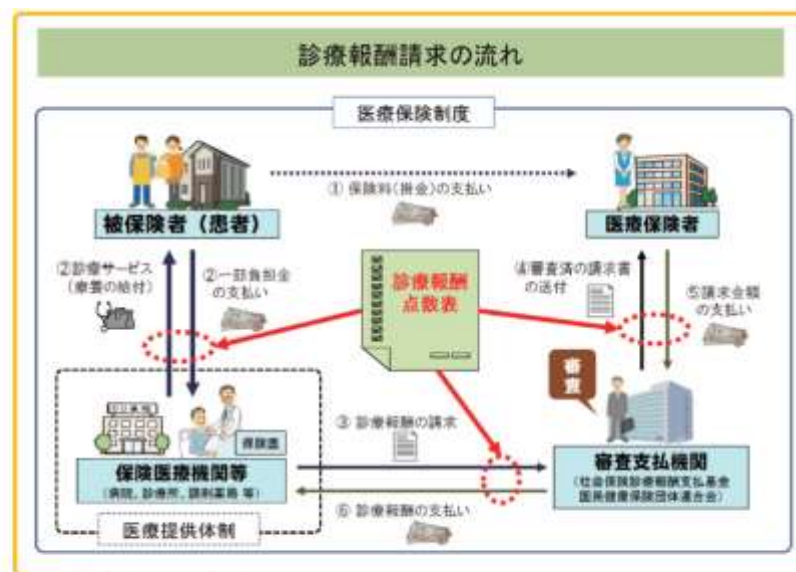 診療報酬請求の流れ
医療保険制度
① 保険料(掛金)の支払い
被保険者(患者)
医療保険者
②診療サービス
(療養の給付)
②一部負担金
の支払い
診療報酬
点数表
④審査済の請求書
の送付
⑤請求金額
の支払い
審査
保険医
③ 診療報酬の請求
保険医療機関等
(病院、診療所、調剤薬局 等)
審査支払機関
(社会保険診療報酬支払基金
国民健康保険団体連合会)
⑥ 診療報酬の支払い
医療提供体制